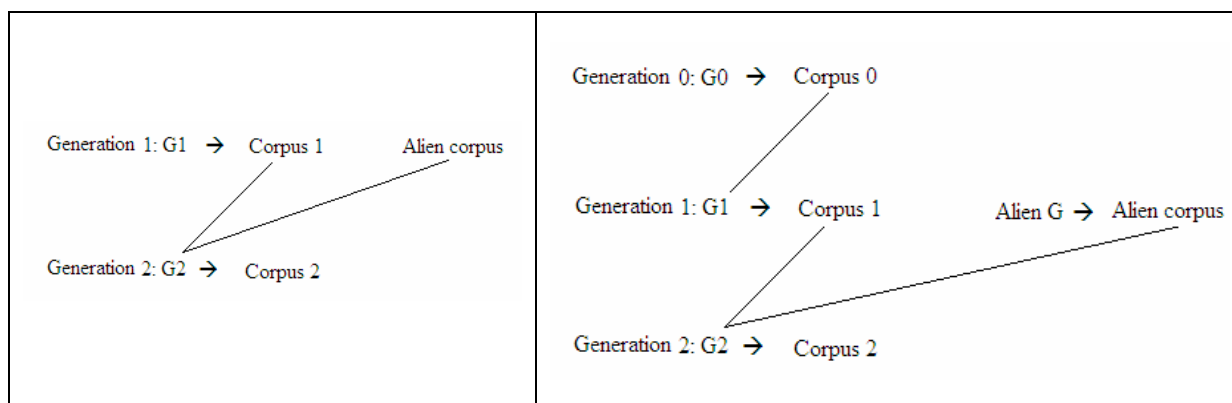 Generation 1: G1 → Corpus 1 Alien corpus
Generation 2: G2 → Corpus 2
Generation 0: G0 → Corpus 0
Generation 1: G1 → Corpus 1 Alien G → Alien corpus
Generation 2: G2 → Corpus 2